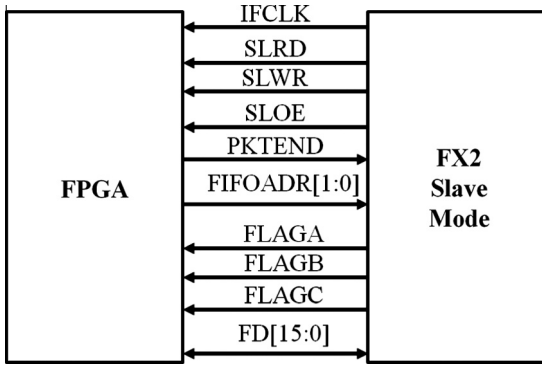 IFCLK
SLRD
SLWR
SLOE
PKTEND
FIFOADR[1:0]
FPGA
FX2
Slave
Mode
FLAGA
FLAGB
FLAGC
FD[15:0]